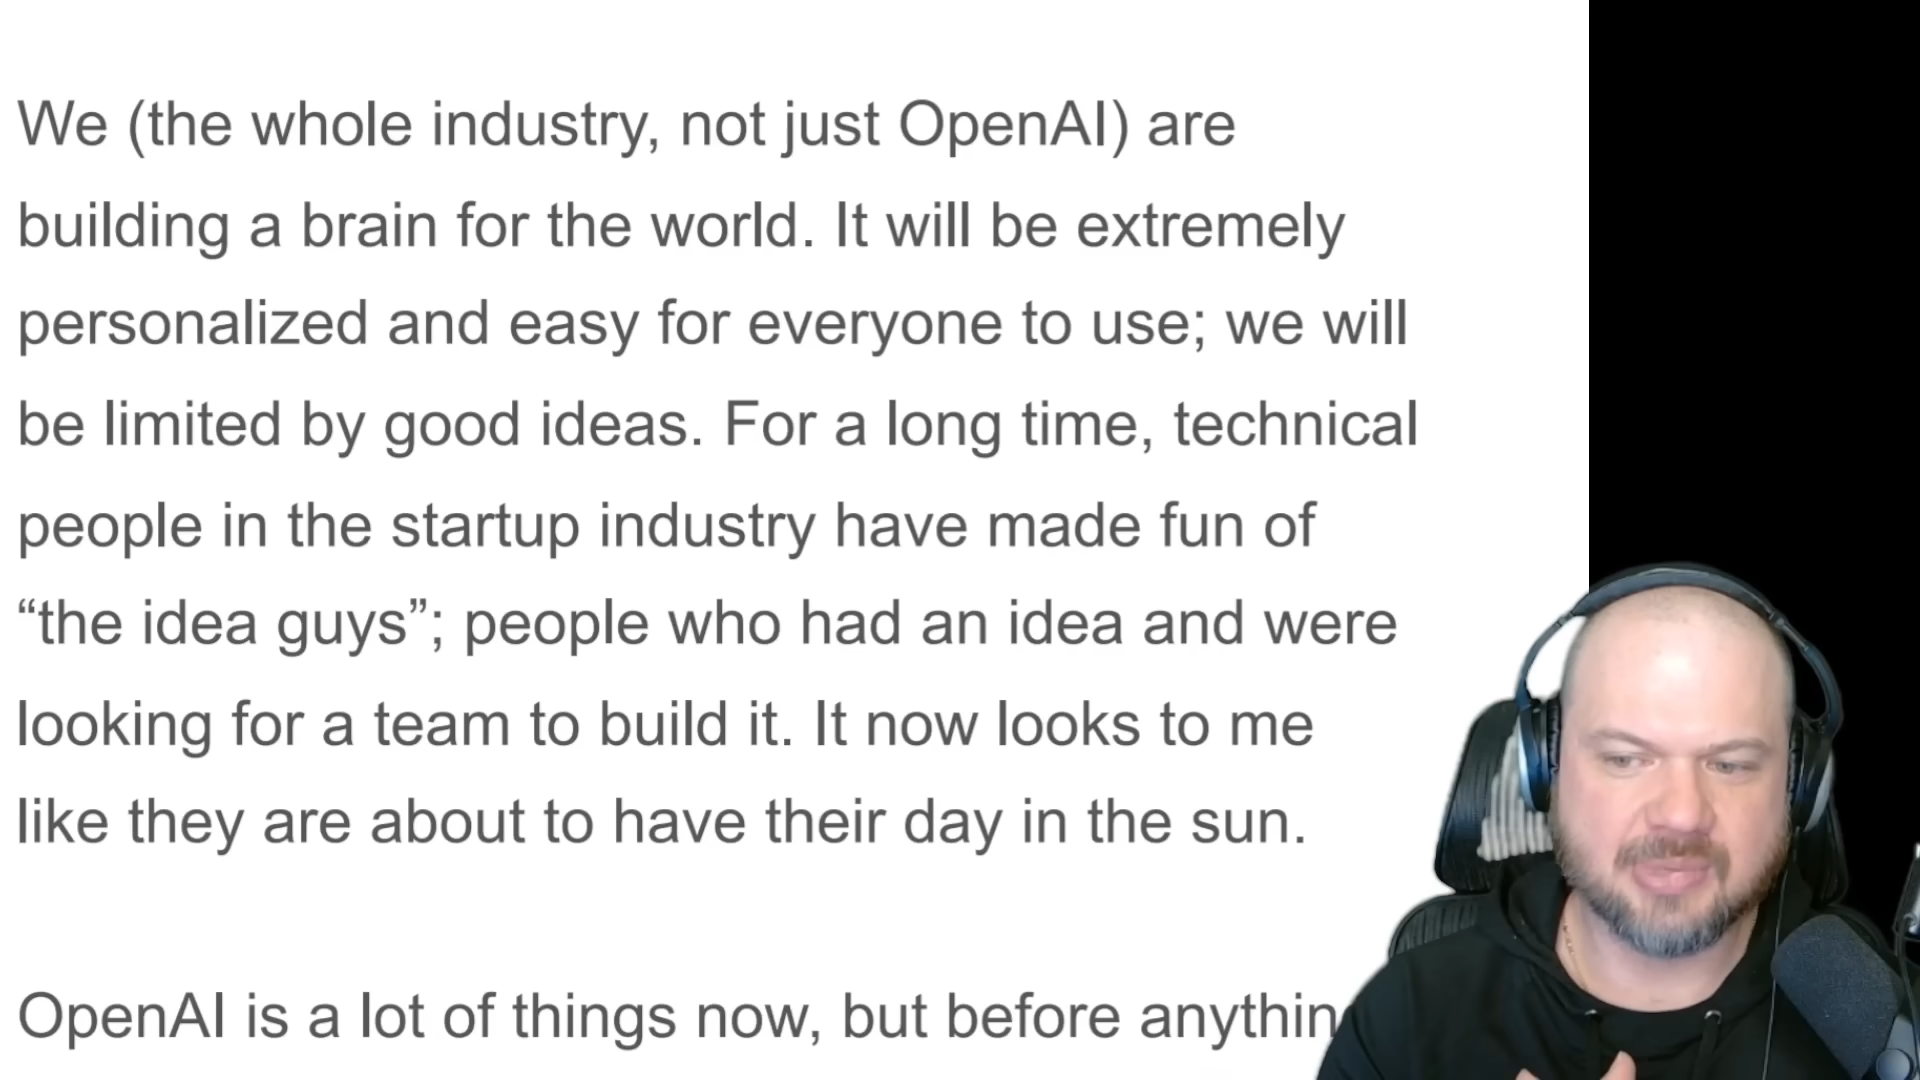 We (the whole industry, not just OpenAI) are
building a brain for the world. It will be extremely
personalized and easy for everyone to use; we will
be limited by good ideas. For a long time, technical
people in the startup industry have made fun of
“the idea guys”; people who had an idea and were
looking for a team to build it. It now looks to me
like they are about to have their day in the sun.
OpenAI is a lot of things now, but before anythin